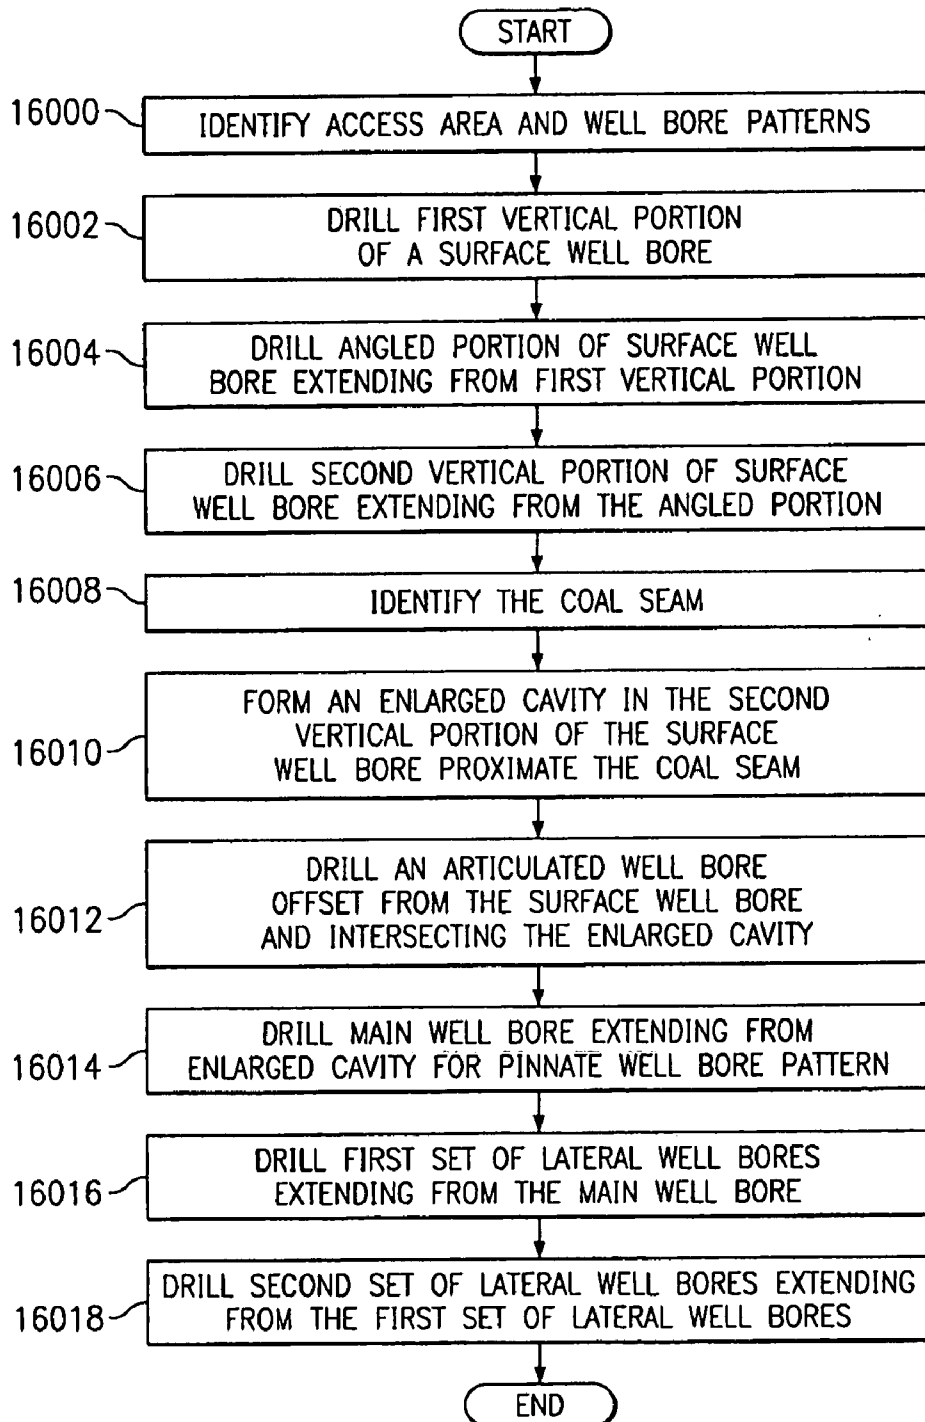 START
16000
IDENTIFY ACCESS AREA AND WELL BORE PATTERNS
16002
DRILL FIRST VERTICAL PORTION
OF A SURFACE WELL BORE
16004
DRILL ANGLED PORTION OF SURFACE WELL
BORE EXTENDING FROM FIRST VERTICAL PORTION
16006
DRILL SECOND VERTICAL PORTION OF SURFACE
WELL BORE EXTENDING FROM THE ANGLED PORTION
16008
IDENTIFY THE COAL SEAM
16010
FORM AN ENLARGED CAVITY IN THE SECOND
VERTICAL PORTION OF THE SURFACE
WELL BORE PROXIMATE THE COAL SEAM
16012
DRILL AN ARTICULATED WELL BORE
OFFSET FROM THE SURFACE WELL BORE
AND INTERSECTING THE ENLARGED CAVITY
16014
DRILL MAIN WELL BORE EXTENDING FROM
ENLARGED CAVITY FOR PINNATE WELL BORE PATTERN
16016
DRILL FIRST SET OF LATERAL WELL BORES
EXTENDING FROM THE MAIN WELL BORE
16018
DRILL SECOND SET OF LATERAL WELL BORES EXTENDING
FROM THE FIRST SET OF LATERAL WELL BORES
END